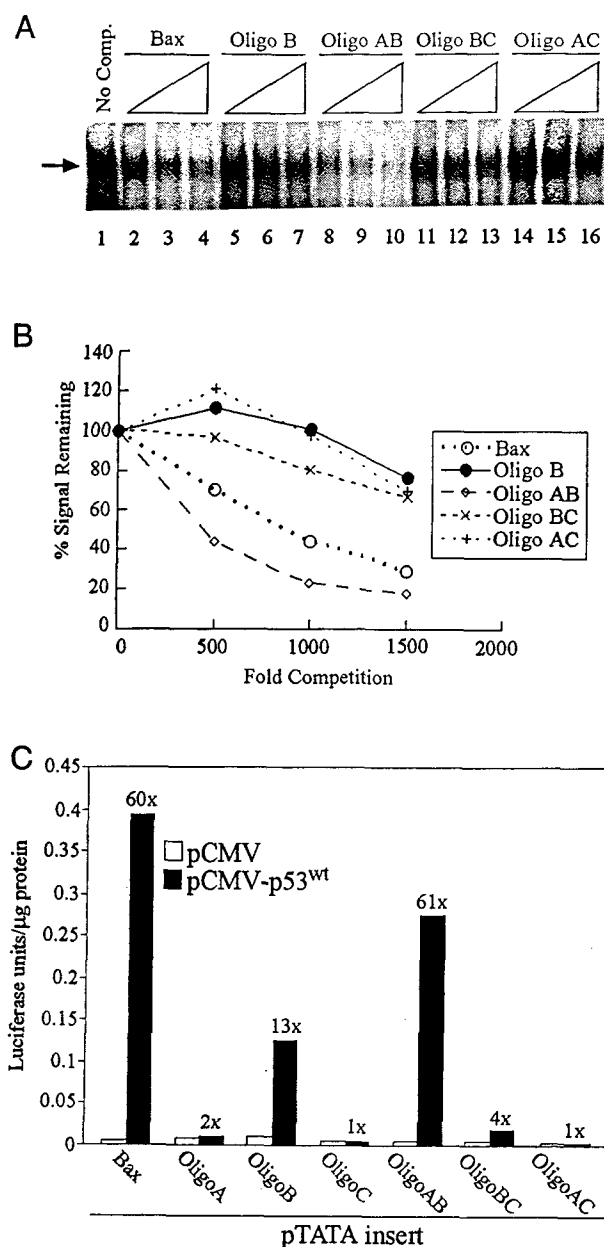 A
No Comp.
Bax
Oligo B
Oligo AB
Oligo BC
Oligo AC
1 2 3 4 5 6 7 8 9 10 11 12 13 14 15 16
B
% Signal Remaining
140
120
100
80
60
40
20
0
0 500 1000 1500 2000
Fold Competition
Bax
Oligo B
Oligo AB
Oligo BC
Oligo AC
C
Luciferase units/μg protein
0.45
0.4
0.35
0.3
0.25
0.2
0.15
0.1
0.05
0
pCMV
pCMV-p53wt
60x
2x
13x
1x
61x
4x
1x
Bax
OligoA
OligoB
OligoC
OligoAB
OligoBC
OligoAC
pTATA insert